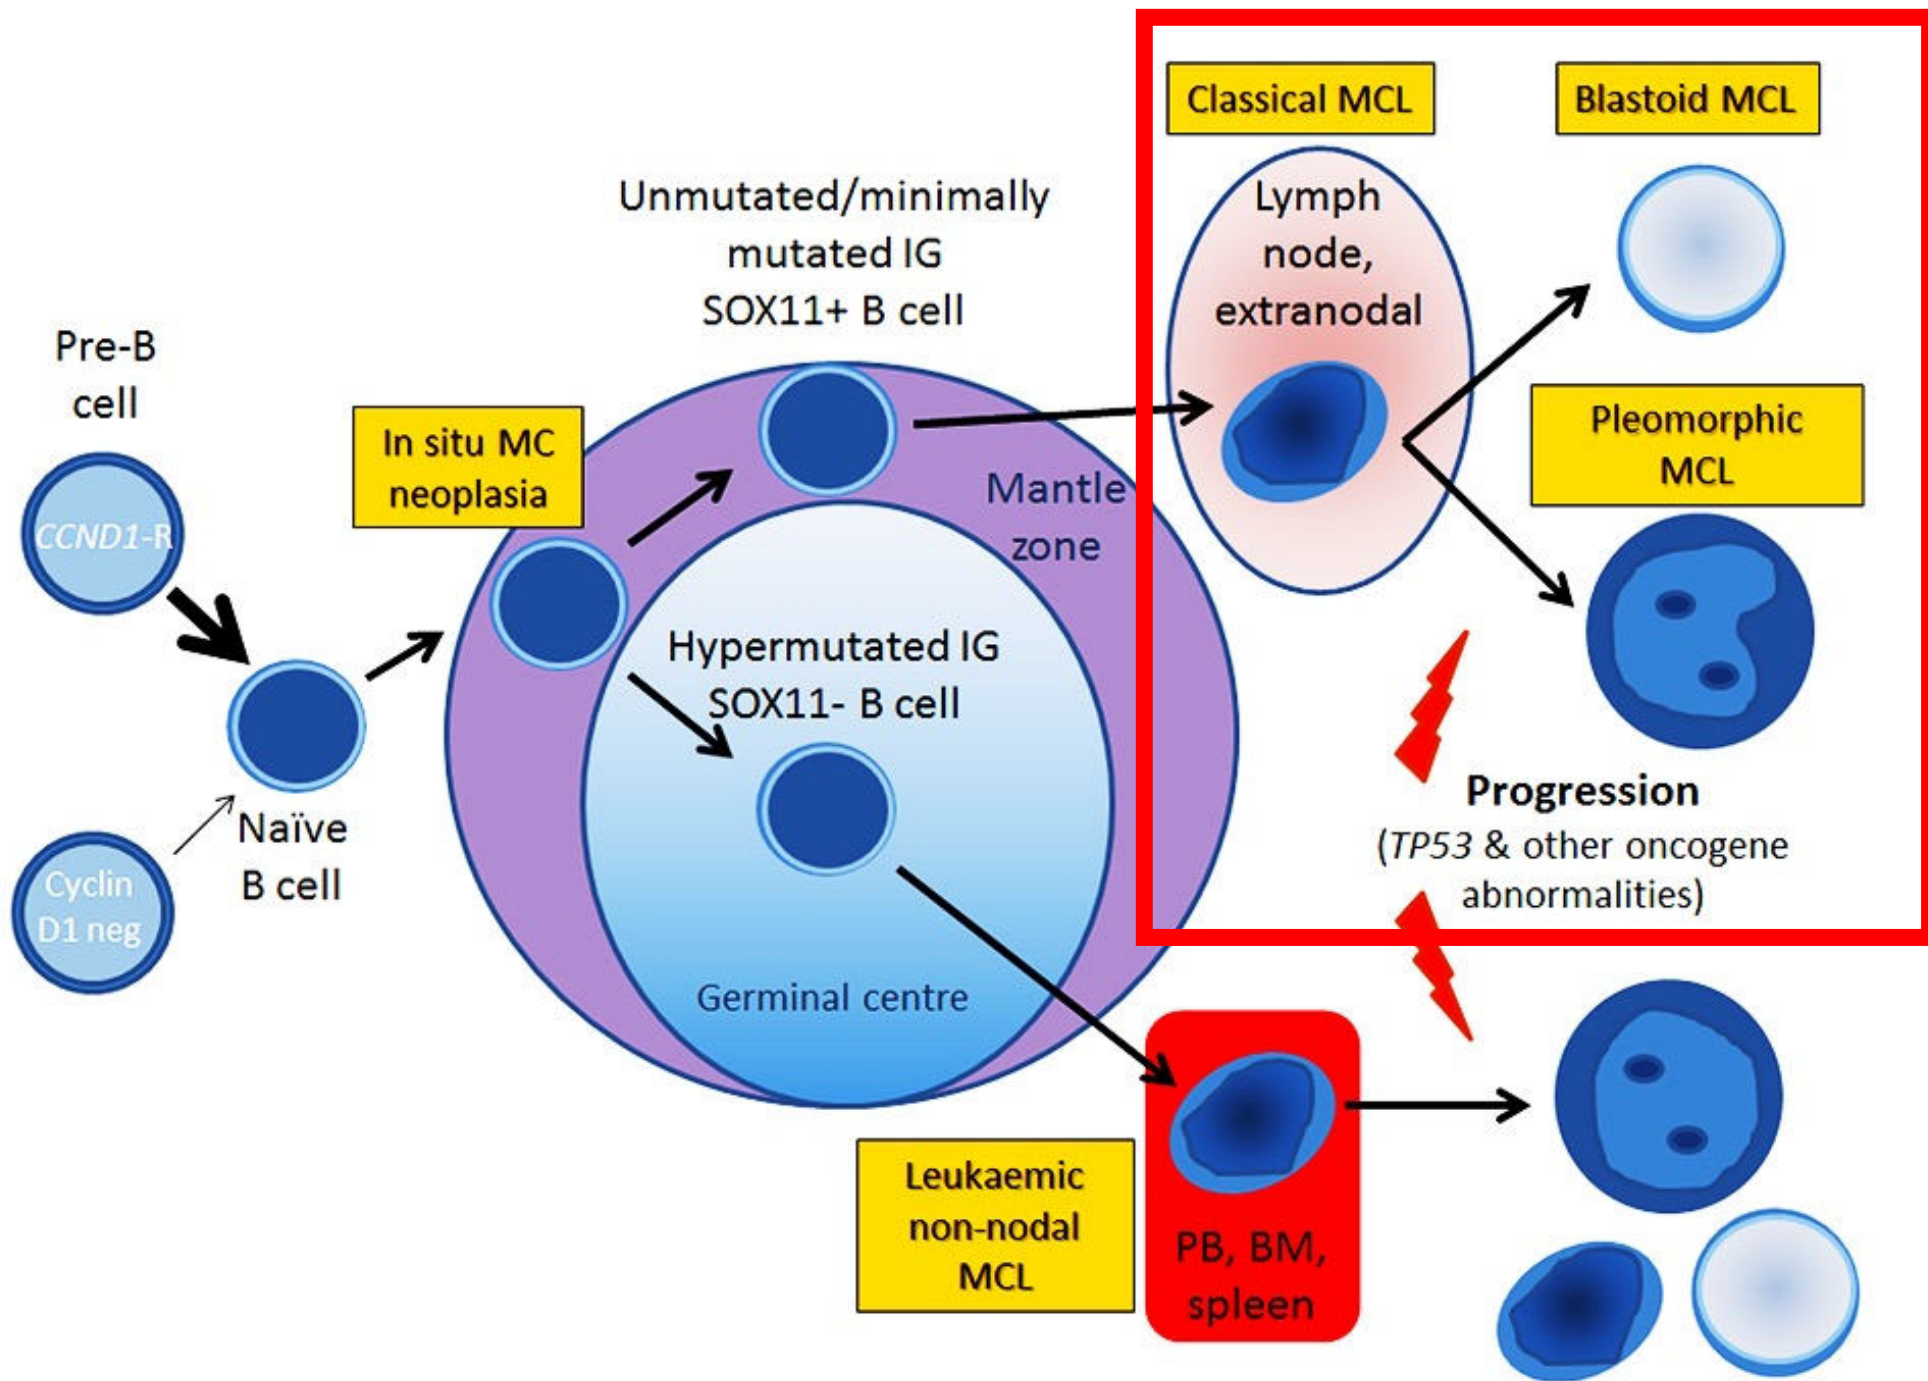 Pre-B
cell
CCND1-R
Cyclin
D1 neg
Naïve
B cell
In situ MC
neoplasia
Unmutated/minimally
mutated IG
SOX11+ B cell
Mantle
zone
Hypermutated IG
SOX11- B cell
Germinal centre
Classical MCL
Lymph
node,
extranodal
Blastoid MCL
Pleomorphic
MCL
Progression
(TP53 & other oncogene
abnormalities)
Leukaemic
non-nodal
MCL
PB, BM,
spleen